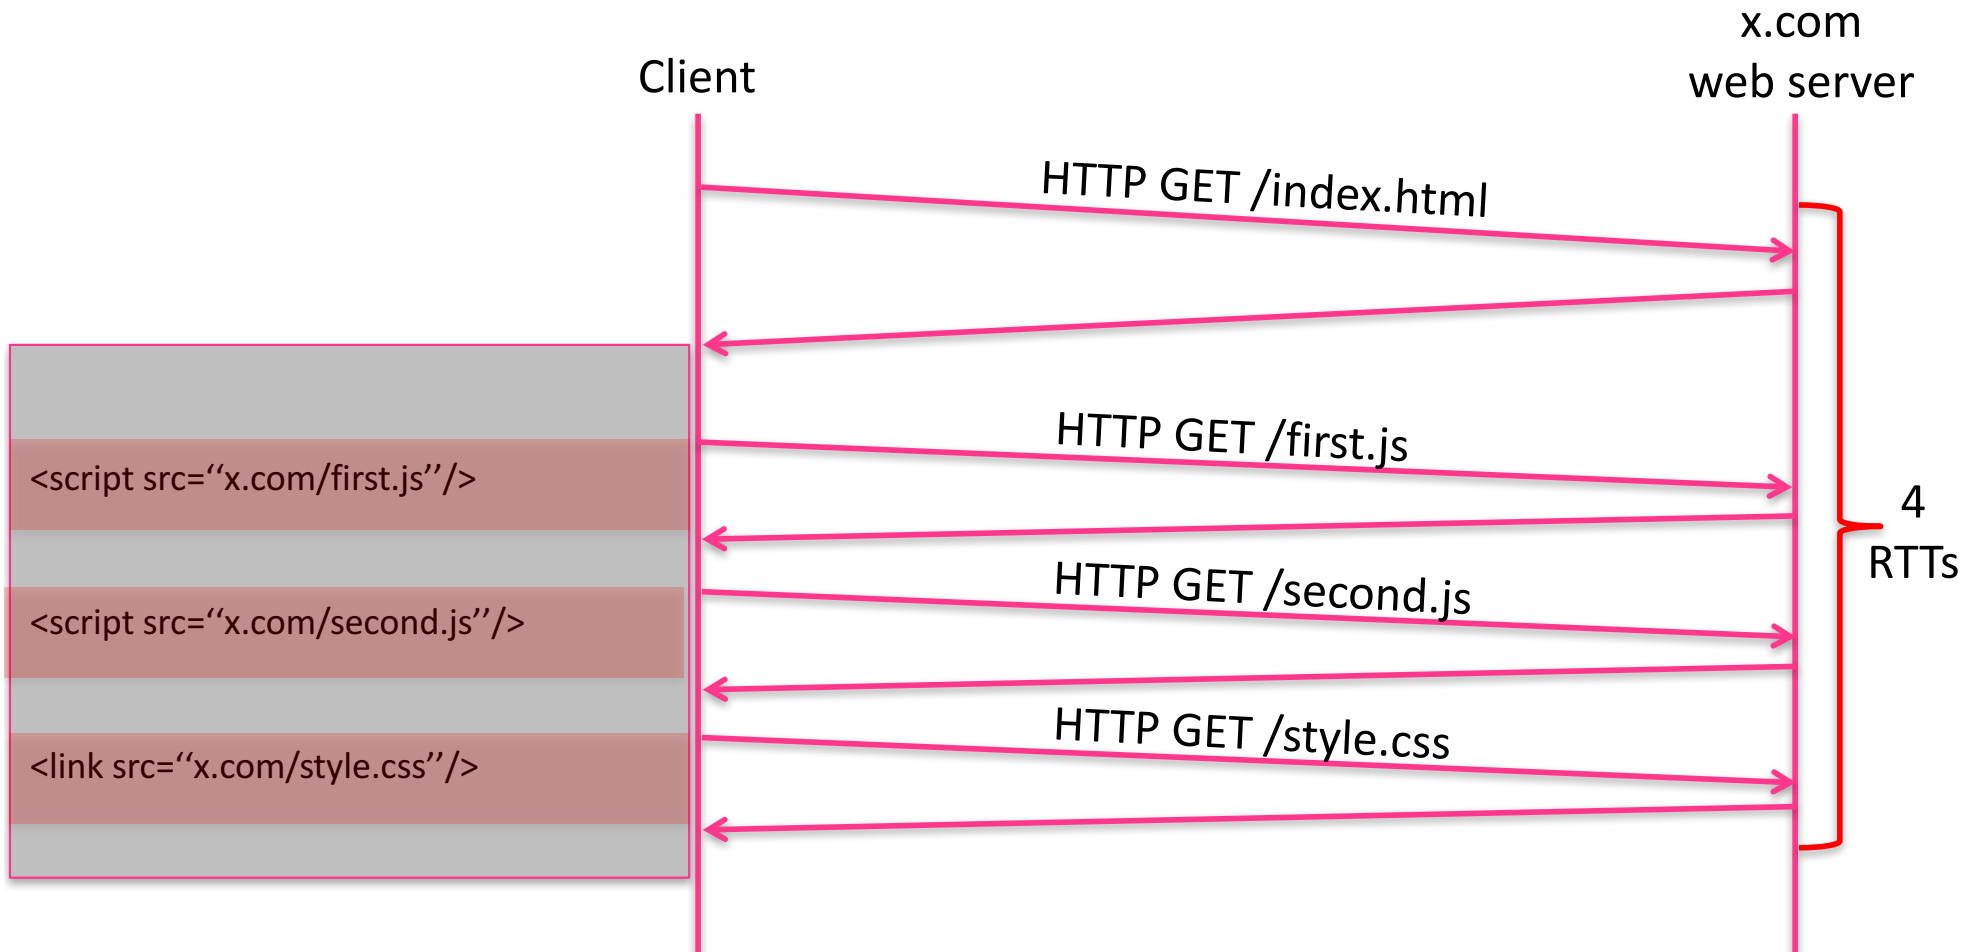 x.com
Client
web server
HTTP GET /index.html
HTTP GET /first.js
<script src=‘‘x.com/first.js’’/>
4
RTTs
HTTP GET /second.js
<script src=‘‘x.com/second.js’’/>
HTTP GET /style.css
<link src=‘‘x.com/style.css’’/>